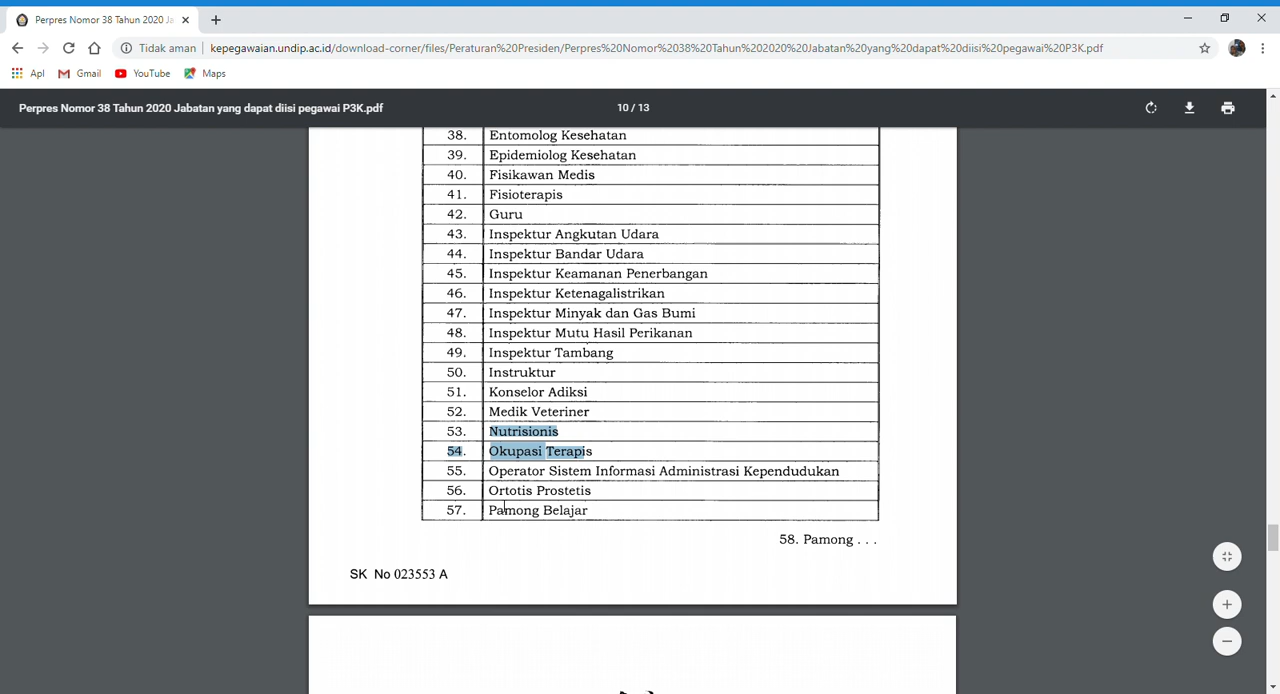 Perpres Nomor 38 Tahun 2020 Ja
Tidak aman | kepegawaian.undip.ac.id/download-corner/files/Peraturan%20Presiden/Perpres%20Nomor%2038%20Tahun%202020%20Jabatan%20yang%20dapat%20diisi%20pegawai%20P3K.pdf
Apl Gmail YouTube Maps
Perpres Nomor 38 Tahun 2020 Jabatan yang dapat diisi pegawai P3K.pdf 10 / 13
38. Entomolog Kesehatan
39. Epidemiolog Kesehatan
40. Fisikawan Medis
41. Fisioterapis
42. Guru
43. Inspektur Angkutan Udara
44. Inspektur Bandar Udara
45. Inspektur Keamanan Penerbangan
46. Inspektur Ketenagalistrikan
47. Inspektur Minyak dan Gas Bumi
48. Inspektur Mutu Hasil Perikanan
49. Inspektur Tambang
50. Instruktur
51. Konselor Adiksi
52. Medik Veteriner
53. Nutrisionis
54. Okupasi Terapis
55. Operator Sistem Informasi Administrasi Kependudukan
56. Ortotis Prostetis
57. Pamong Belajar
58. Pamong . . .
SK No 023553 A